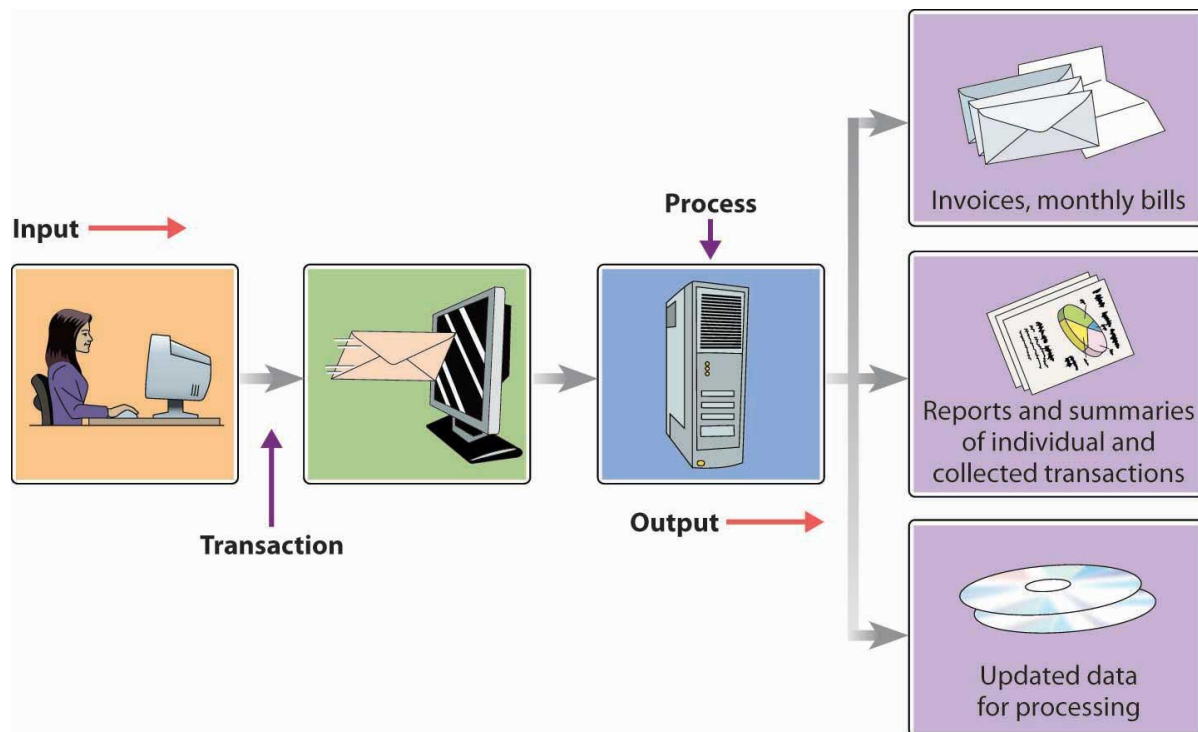 Input
Transaction
Process
Output
Invoices, monthly bills
Reports and summaries
of individual and
collected transactions
Updated data
for processing